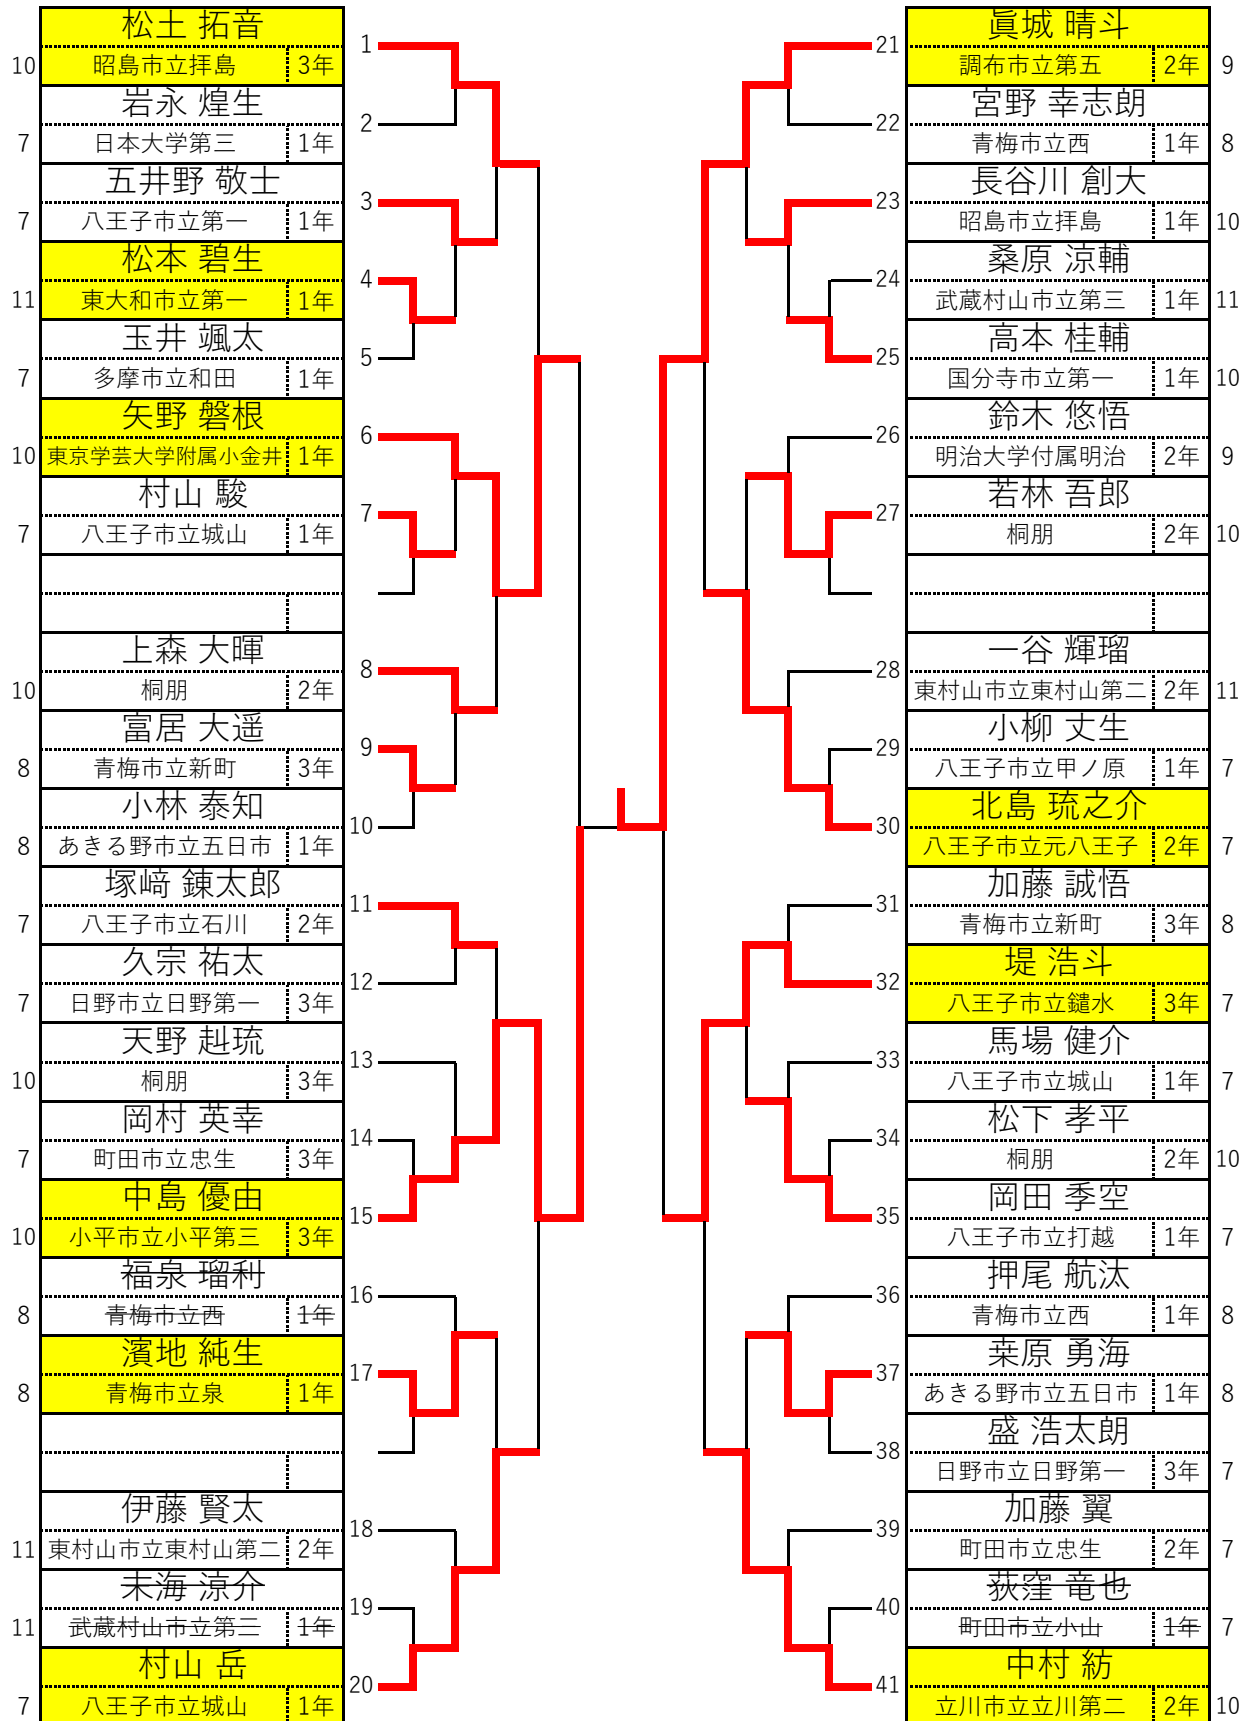 松土 拓音
10 昭島市立拝島 3年 1
岩永 煌生
7 日本大学第三 1年 2
五井野 敬士
7 八王子市立第一 1年 3
松本 碧生
11 東大和市立第一 1年 4
玉井 颯太
7 多摩市立和田 1年 5
矢野 磐根
10 東京学芸大学附属小金井 1年 6
村山 駿
7 八王子市立城山 1年 7
上森 大暉
10 桐朋 2年 8
富居 大遥
8 青梅市立新町 3年 9
小林 泰知
8 あきる野市立五日市 1年 10
塚﨑 錬太郎
7 八王子市立石川 2年 11
久宗 祐太
7 日野市立日野第一 3年 12
天野 赳琉
10 桐朋 3年 13
岡村 英幸
7 町田市立忠生 3年 14
中島 優由
10 小平市立小平第三 3年 15
福泉 瑠利
8 青梅市立西 1年 16
濱地 純生
8 青梅市立泉 1年 17
伊藤 賢太
11 東村山市立東村山第二 2年 18
末海 涼介
11 武蔵村山市立第三 1年 19
村山 岳
7 八王子市立城山 1年 20
眞城 晴斗
21 調布市立第五 2年 9
宮野 幸志朗
22 青梅市立西 1年 8
長谷川 創大
23 昭島市立拝島 1年 10
桑原 涼輔
24 武蔵村山市立第三 1年 11
高本 桂輔
25 国分寺市立第一 1年 10
鈴木 悠悟
26 明治大学付属明治 2年 9
若林 吾郎
27 桐朋 2年 10
一谷 輝瑠
28 東村山市立東村山第二 2年 11
小柳 丈生
29 八王子市立甲ノ原 1年 7
北島 琉之介
30 八王子市立元八王子 2年 7
加藤 誠悟
31 青梅市立新町 3年 8
堤 浩斗
32 八王子市立鑓水 3年 7
馬場 健介
33 八王子市立城山 1年 7
松下 孝平
34 桐朋 2年 10
岡田 季空
35 八王子市立打越 1年 7
押尾 航汰
36 青梅市立西 1年 8
桒原 勇海
37 あきる野市立五日市 1年 8
盛 浩太朗
38 日野市立日野第一 3年 7
加藤 翼
39 町田市立忠生 2年 7
荻窪 竜也
40 町田市立小山 1年 7
中村 紡
41 立川市立立川第二 2年 10